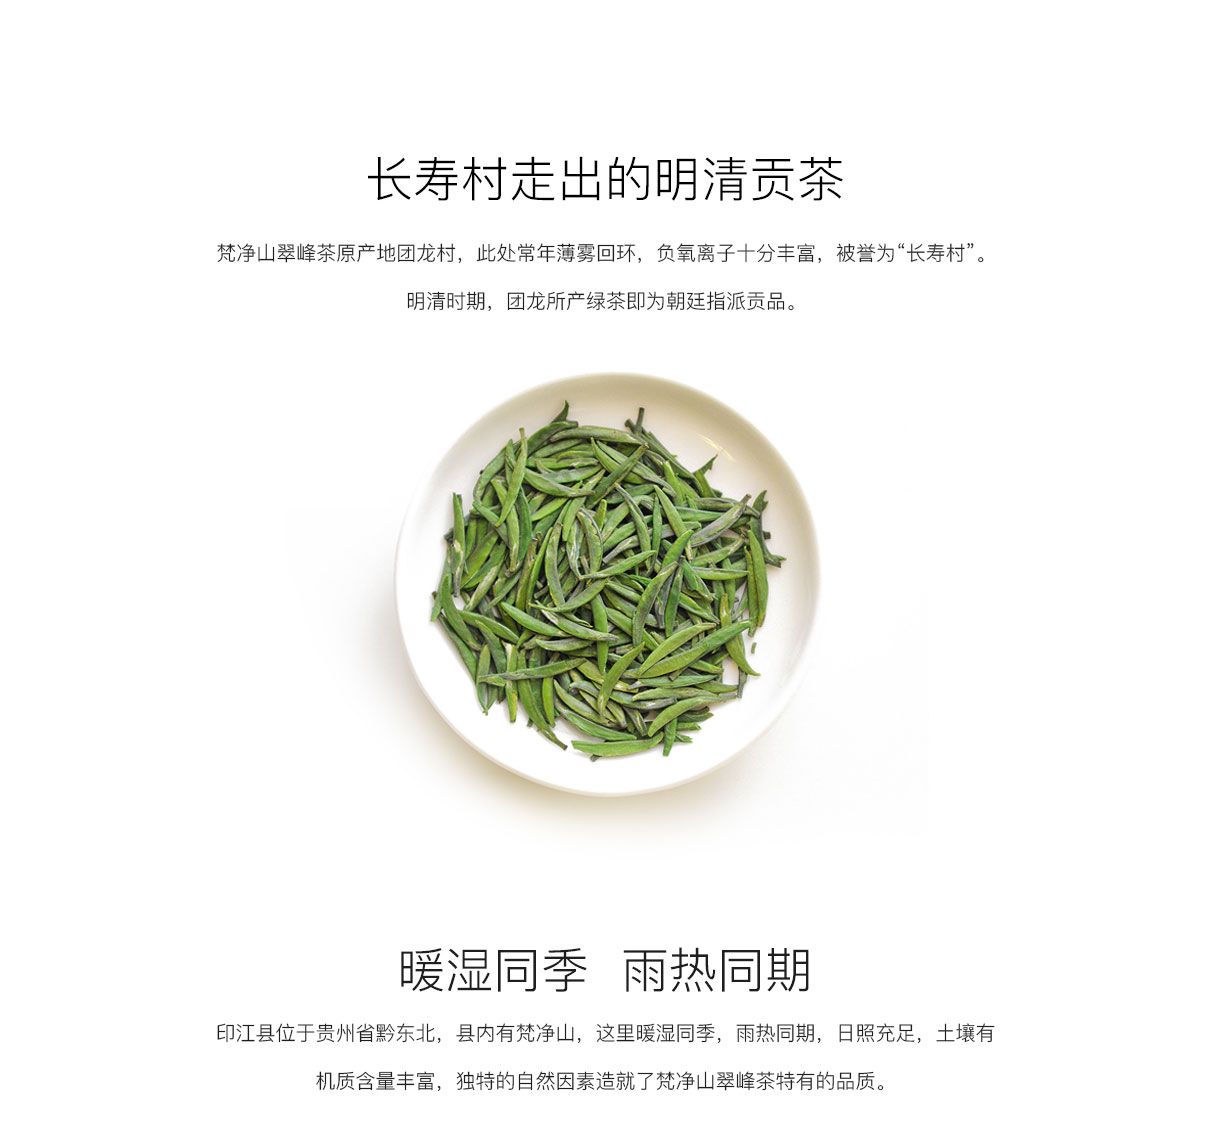 长寿村走出的明清贡茶
梵净山翠峰茶原产地团龙村，此处常年薄雾回环，负氧离子十分丰富，被誉为“长寿村”。
明清时期，团龙所产绿茶即为朝廷指派贡品。
暖湿同季 雨热同期
印江县位于贵州省黔东北，县内有梵净山，这里暖湿同季，雨热同期，日照充足，土壤有
机质含量丰富，独特的自然因素造就了梵净山翠峰茶特有的品质。